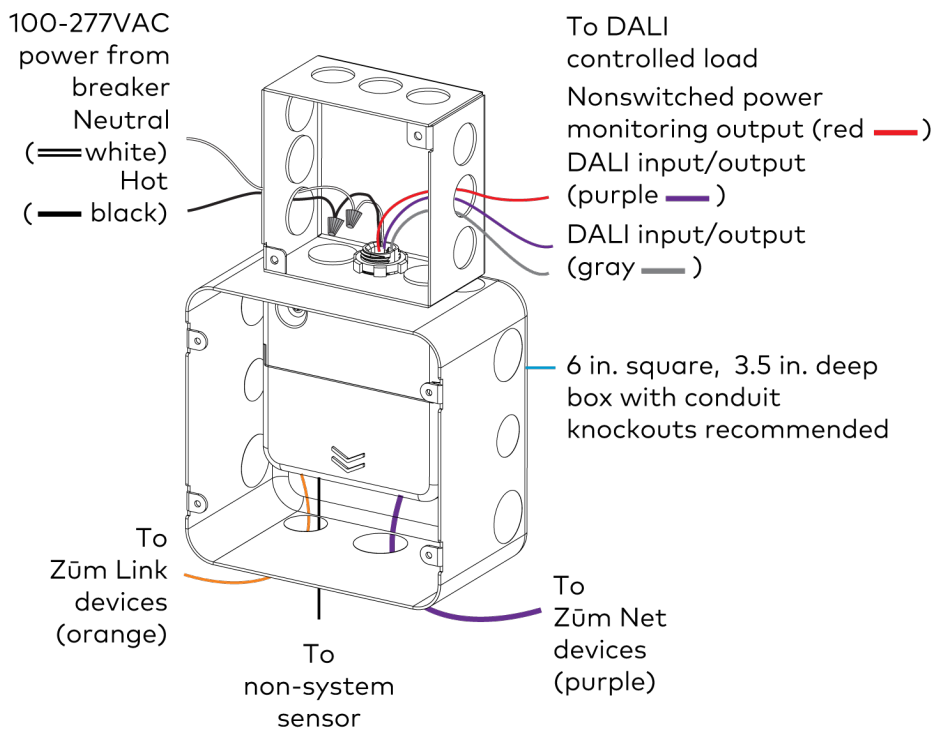 100-277VAC
power from
breaker
Neutral
(white)
Hot
( black)
To DALI
controlled load
Nonswitched power
monitoring output (red )
DALI input/output
(purple )
DALI input/output
(gray )
6 in. square, 3.5 in. deep
box with conduit
knockouts recommended
To
Zūm Link
devices
(orange)
To
non-system
sensor
To
Zūm Net
devices
(purple)